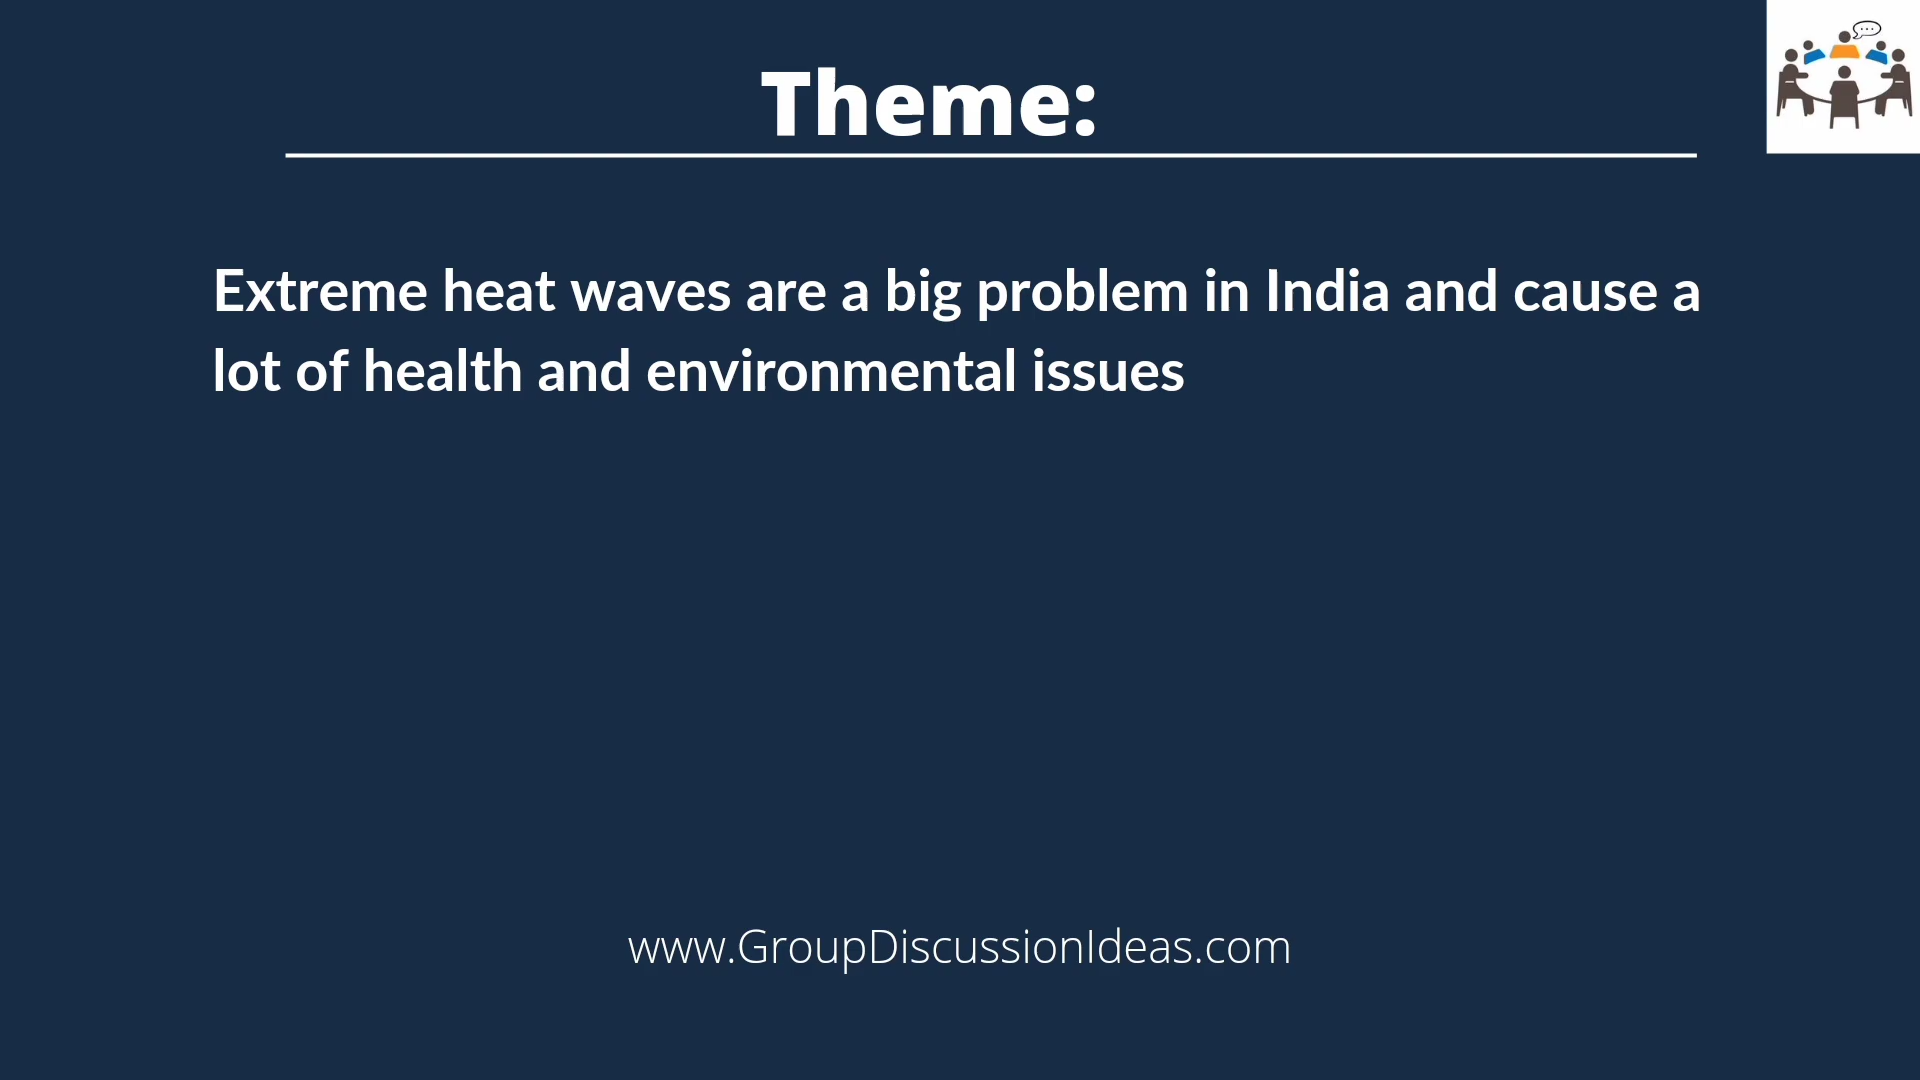 Theme:
Extreme heat waves are a big problem in India and cause a
lot of health and environmental issues
www.GroupDiscussionIdeas.com